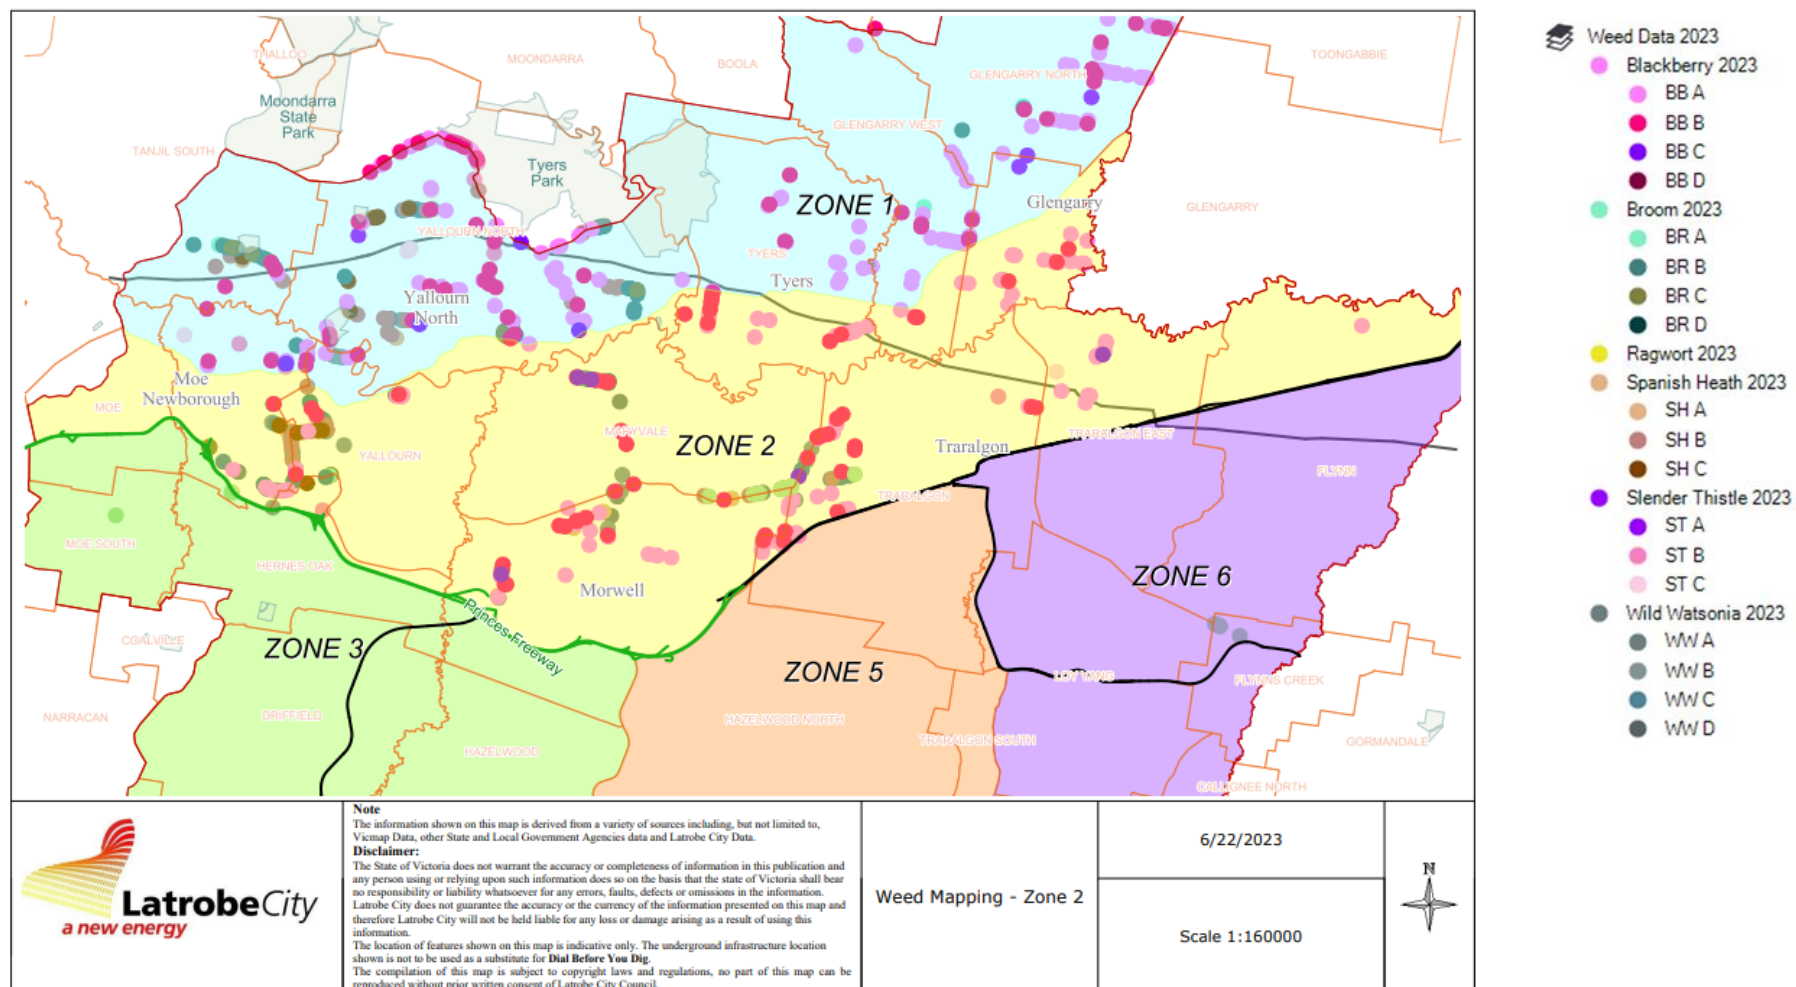 THALLOO
MOONDARRA
BOOLA
TOONGABBIE
GLENGARRY NORTH
Moondarra
State
Park
GLENGARRY WEST
TANJIL SOUTH
Tyers
Park
ZONE 1
Glengarry
GLENGARRY
YALLOURN NORTH
TYERS
Tyers
Yallourn
North
Moe
Newborough
MOE
MARYVALE
ZONE 2
Traralgon
TRARALGON EAST
YALLOURN
FLYNN
TRARALGON
MOE SOUTH
HERNES OAK
ZONE 6
Morwell
Princes Freeway
COALVILLE
ZONE 3
ZONE 5
LOY YANG
FLYNNS CREEK
NARRACAN
DRIFFIELD
HAZELWOOD NORTH
TRARALGON SOUTH
GORMANDALE
HAZELWOOD
CALLIGNEE NORTH
Weed Data 2023
Blackberry 2023
BB A
BB B
BB C
BB D
Broom 2023
BR A
BR B
BR C
BR D
Ragwort 2023
Spanish Heath 2023
SH A
SH B
SH C
Slender Thistle 2023
ST A
ST B
ST C
Wild Watsonia 2023
WW A
WW B
WW C
WW D
LatrobeCity
a new energy
Note
The information shown on this map is derived from a variety of sources including, but not limited to,
Vicmap Data, other State and Local Government Agencies data and Latrobe City Data.
Disclaimer:
The State of Victoria does not warrant the accuracy or completeness of information in this publication and
any person using or relying upon such information does so on the basis that the state of Victoria shall bear
no responsibility or liability whatsoever for any errors, faults, defects or omissions in the information.
Latrobe City does not guarantee the accuracy or the currency of the information presented on this map and
therefore Latrobe City will not be held liable for any loss or damage arising as a result of using this
information.
The location of features shown on this map is indicative only. The underground infrastructure location
shown is not to be used as a substitute for Dial Before You Dig.
The compilation of this map is subject to copyright laws and regulations, no part of this map can be
reproduced without prior written consent of Latrobe City Council.
Weed Mapping - Zone 2
6/22/2023
Scale 1:160000
N